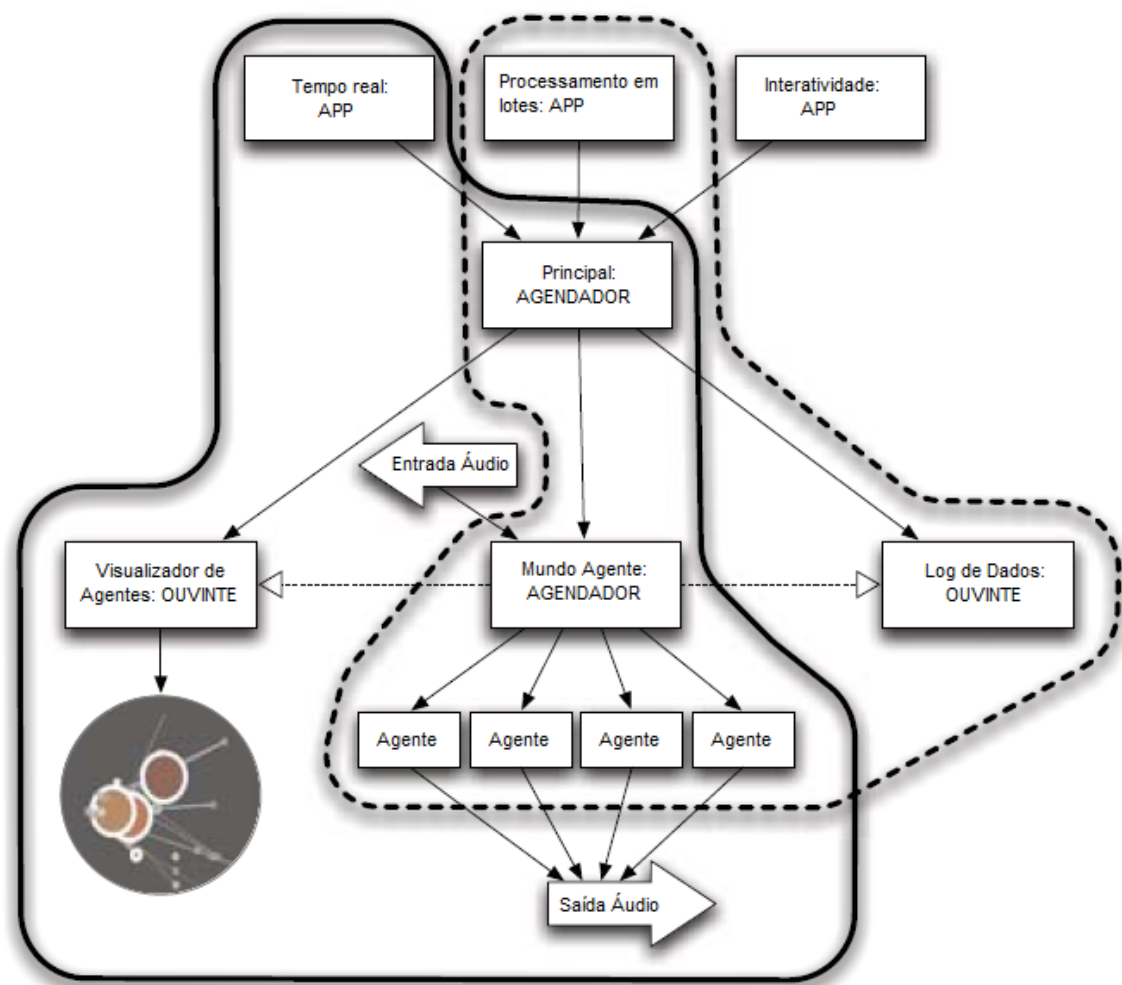 Tempo real:
APP
Processamento em
lotes: APP
Interatividade:
APP
Principal:
AGENDADOR
Entrada Áudio
Visualizador de
Agentes: OUVINTE
Mundo Agente:
AGENDADOR
Log de Dados:
OUVINTE
Agente
Agente
Agente
Agente
Saída Áudio